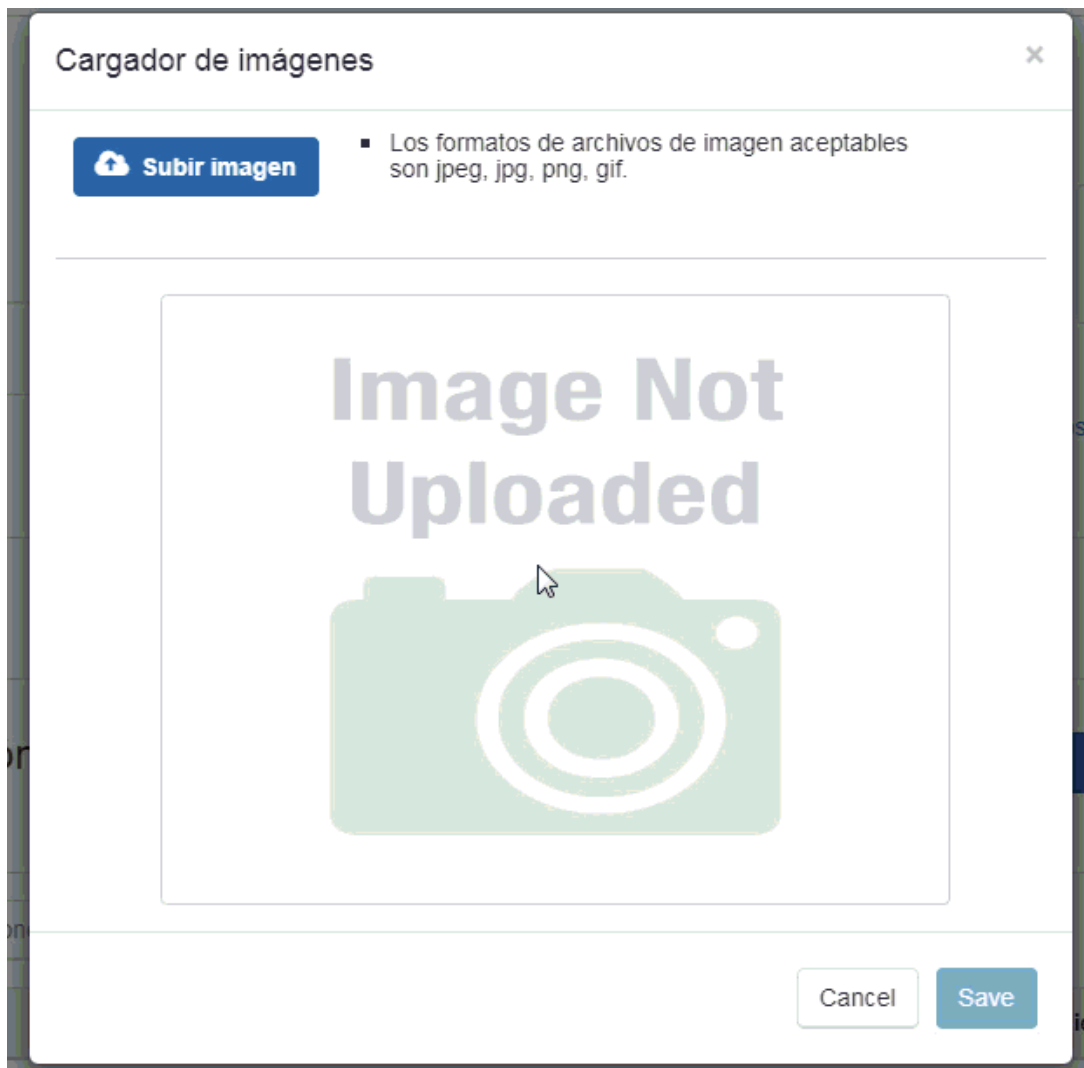 Cargador de imágenes
×
Subir imagen
▪ Los formatos de archivos de imagen aceptables
son jpeg, jpg, png, gif.
Image Not
Uploaded
Cancel
Save